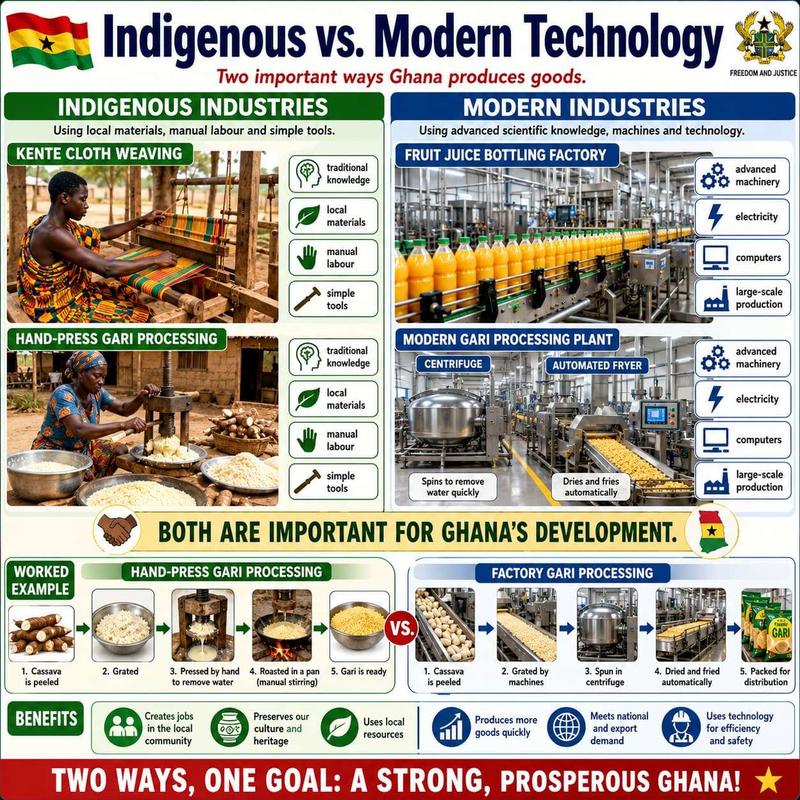 Indigenous vs. Modern Technology
Two important ways Ghana produces goods.
FREEDOM AND JUSTICE
INDIGENOUS INDUSTRIES
Using local materials, manual labour and simple tools.
KENTE CLOTH WEAVING
traditional
knowledge
local
materials
manual
labour
simple
tools
HAND-PRESS GARI PROCESSING
traditional
knowledge
local
materials
manual
labour
simple
tools
MODERN INDUSTRIES
Using advanced scientific knowledge, machines and technology.
FRUIT JUICE BOTTLING FACTORY
advanced
machinery
electricity
computers
large-scale
production
MODERN GARI PROCESSING PLANT
CENTRIFUGE
AUTOMATED FRYER
Spins to remove
water quickly
Dries and fries
automatically
advanced
machinery
electricity
computers
large-scale
production
BOTH ARE IMPORTANT FOR GHANA'S DEVELOPMENT.
WORKED
EXAMPLE
HAND-PRESS GARI PROCESSING
1. Cassava
is peeled
2. Grated
3. Pressed by hand
to remove water
4. Roasted in a pan
(manual stirring)
5. Gari is ready
VS.
FACTORY GARI PROCESSING
1. Cassava
is peeled
2. Grated by
machines
3. Spun in
centrifuge
4. Dried and fried
automatically
GARI
5. Packed for
distribution
BENEFITS
Creates jobs
in the local
community
Preserves our
culture and
heritage
Uses local
resources
Produces more
goods quickly
Meets national
and export
demand
Uses technology
for efficiency
and safety
TWO WAYS, ONE GOAL: A STRONG, PROSPEROUS GHANA!